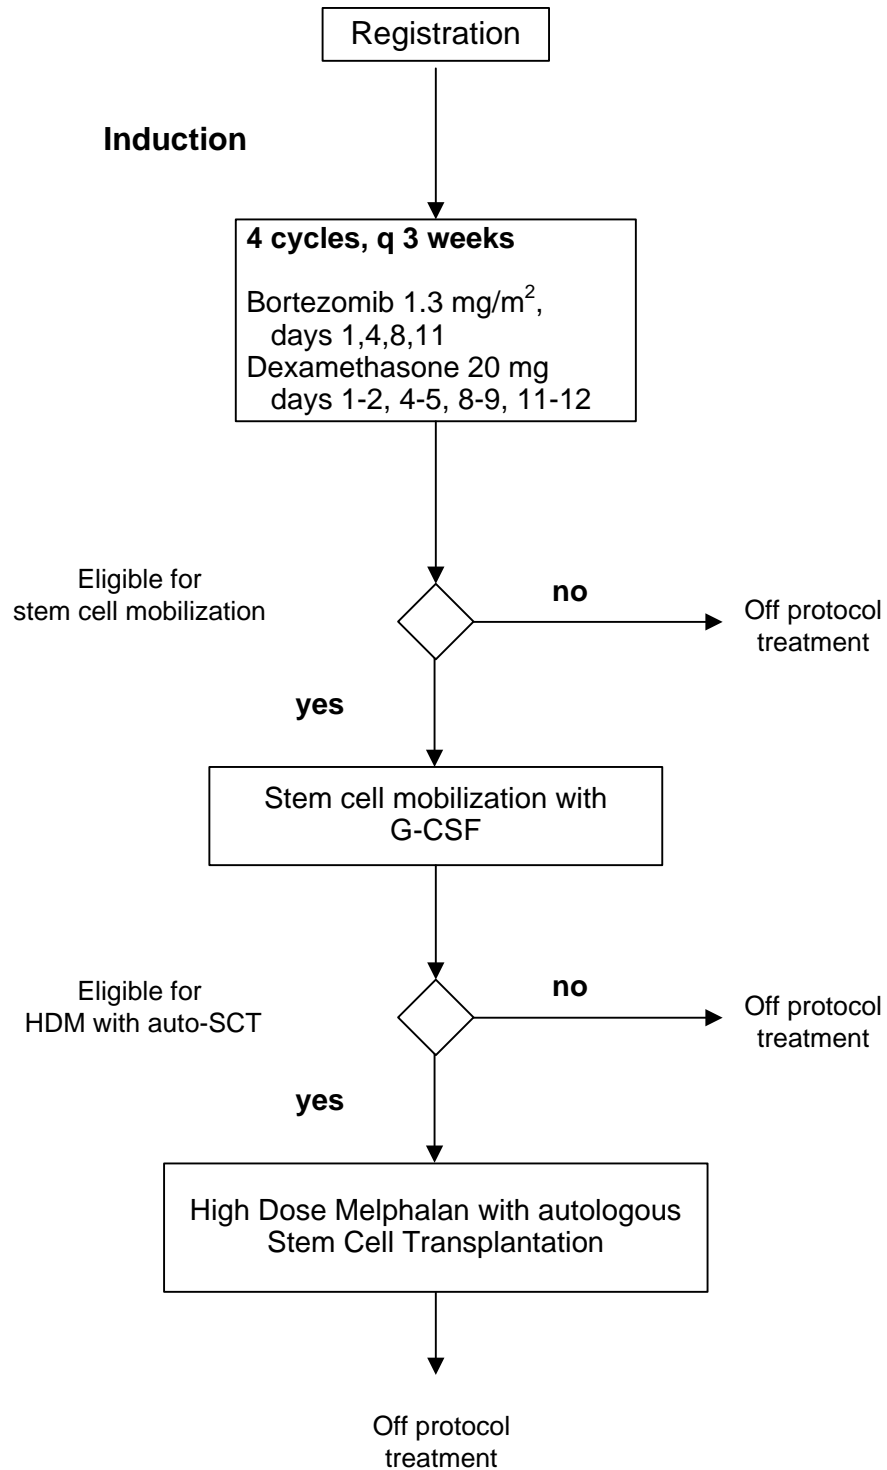 Registration
Induction
4 cycles, q 3 weeks
Bortezomib 1.3 mg/m²,
days 1,4,8,11
Dexamethasone 20 mg
days 1-2, 4-5, 8-9, 11-12
Eligible for
stem cell mobilization
no
Off protocol
treatment
yes
Stem cell mobilization with
G-CSF
Eligible for
HDM with auto-SCT
no
Off protocol
treatment
yes
High Dose Melphalan with autologous
Stem Cell Transplantation
Off protocol
treatment